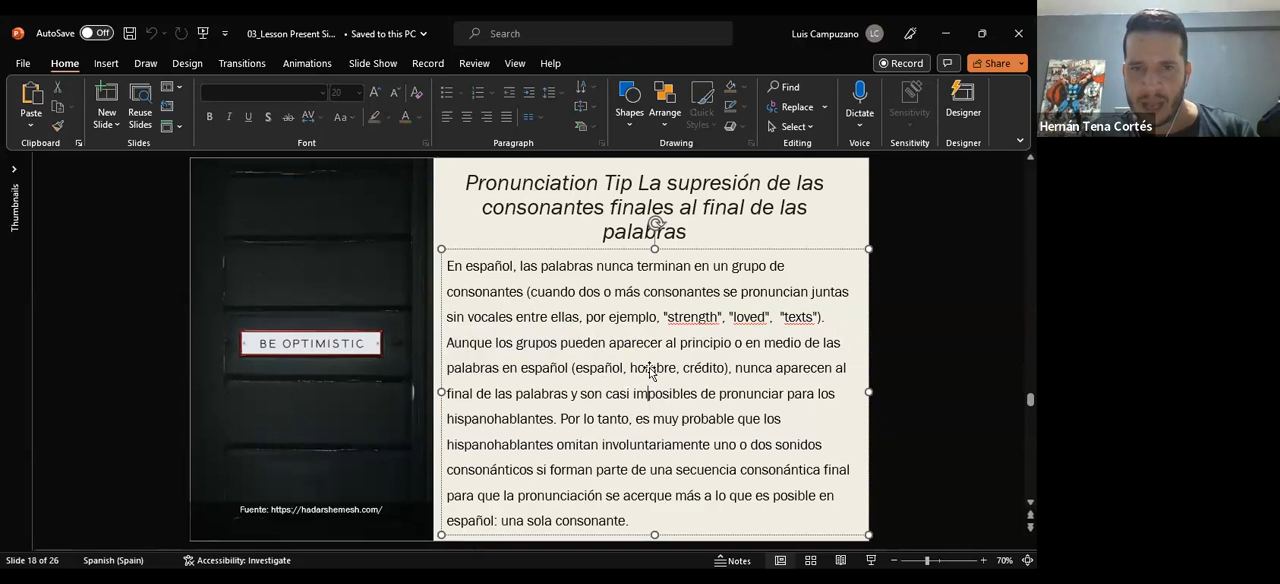 AutoSave Off 03_Lesson Present Si... • Saved to this PC Search Luis Campuzano LC
File Home Insert Draw Design Transitions Animations Slide Show Record Review View Help Record Share
Paste New Slide Reuse Slides 20 Shapes Arrange Quick Styles Find Replace Select Dictate Sensitivity Designer
Clipboard Slides Font Paragraph Drawing Editing Voice Sensitivity Designer
Hernán Tena Cortés
Thumbnails
BE OPTIMISTIC
Fuente: https://hadarshemesh.com/
Pronunciation Tip La supresión de las
consonantes finales al final de las
palabras
En español, las palabras nunca terminan en un grupo de
consonantes (cuando dos o más consonantes se pronuncian juntas
sin vocales entre ellas, por ejemplo, "strength", "loved", "texts").
Aunque los grupos pueden aparecer al principio o en medio de las
palabras en español (español, hombre, crédito), nunca aparecen al
final de las palabras y son casi imposibles de pronunciar para los
hispanohablantes. Por lo tanto, es muy probable que los
hispanohablantes omitan involuntariamente uno o dos sonidos
consonánticos si forman parte de una secuencia consonántica final
para que la pronunciación se acerque más a lo que es posible en
español: una sola consonante.
Slide 18 of 26 Spanish (Spain) Accessibility: Investigate Notes 70%